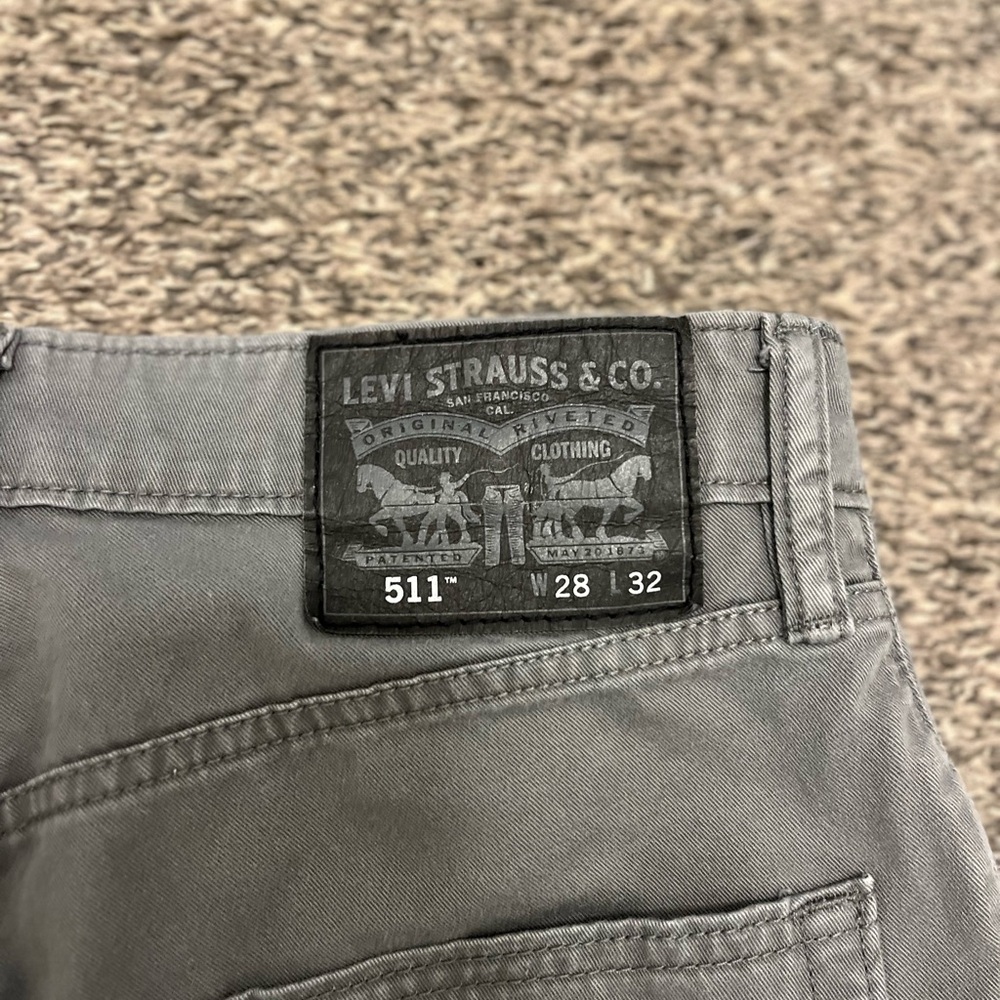 LEVI STRAUSS & CO.
SAN FRANCISCO
CAL.
ORIGINAL RIVETED
QUALITY CLOTHING
PATENTED MAY 20 1873
511™ W 28 L 32